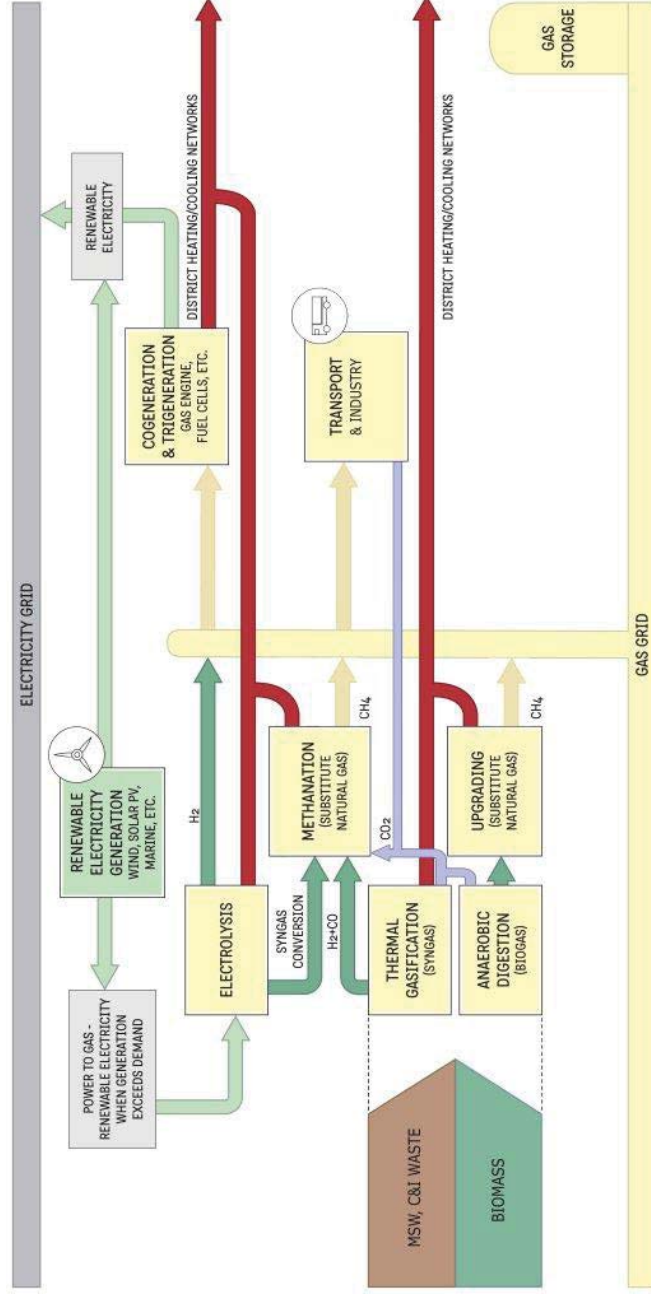 ELECTRICITY GRID
RENEWABLE
ELECTRICITY
GENERATION
WIND, SOLAR PV,
MARINE, ETC.
POWER TO GAS -
RENEWABLE ELECTRICITY
WHEN GENERATION
EXCEEDS DEMAND
RENEWABLE
ELECTRICITY
COGENERATION
& TRIGENERATION
GAS ENGINE,
FUEL CELLS, ETC.
DISTRICT HEATING/COOLING NETWORKS
H2
ELECTROLYSIS
SYNGAS
CONVERSION
H2+CO
METHANATION
(SUBSTITUTE
NATURAL GAS)
CH4
TRANSPORT
& INDUSTRY
CO2
THERMAL
GASIFICATION
(SYNGAS)
DISTRICT HEATING/COOLING NETWORKS
MSW, C&I WASTE
BIOMASS
ANAEROBIC
DIGESTION
(BIOGAS)
UPGRADING
(SUBSTITUTE
NATURAL GAS)
CH4
GAS
STORAGE
GAS GRID